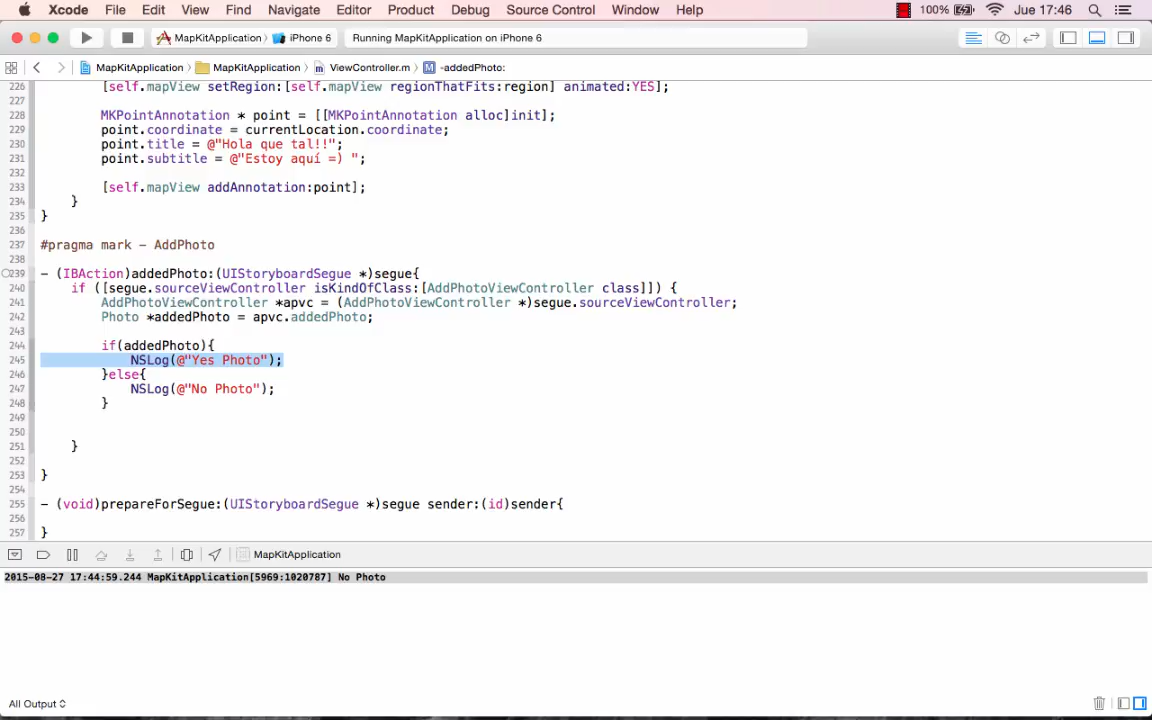 Xcode File Edit View Find Navigate Editor Product Debug Source Control Window Help 100% Jue 17:46
MapKitApplication iPhone 6 Running MapKitApplication on iPhone 6
MapKitApplication MapKitApplication ViewController.m M -addedPhoto:
226 [self.mapView setRegion:[self.mapView regionThatFits:region] animated:YES];
227
228 MKPointAnnotation * point = [[MKPointAnnotation alloc]init];
229 point.coordinate = currentLocation.coordinate;
230 point.title = @"Hola que tal!!";
231 point.subtitle = @"Estoy aquí =) ";
232
233 [self.mapView addAnnotation:point];
234 }
235 }
236
237 #pragma mark - AddPhoto
238
239 - (IBAction)addedPhoto:(UIStoryboardSegue *)segue{
240 if ([segue.sourceViewController isKindOfClass:[AddPhotoViewController class]]) {
241 AddPhotoViewController *apvc = (AddPhotoViewController *)segue.sourceViewController;
242 Photo *addedPhoto = apvc.addedPhoto;
243
244 if(addedPhoto){
245 NSLog(@"Yes Photo");
246 }else{
247 NSLog(@"No Photo");
248 }
249
250
251 }
252
253 }
254
255 - (void)prepareForSegue:(UIStoryboardSegue *)segue sender:(id)sender{
256
257 }
MapKitApplication
2015-08-27 17:44:59.244 MapKitApplication[5969:1020787] No Photo
All Output